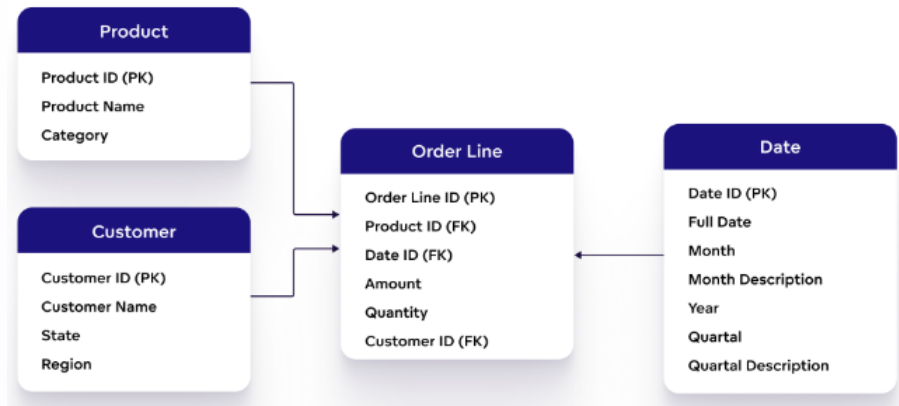 Product
Product ID (PK)
Product Name
Category
Customer
Customer ID (PK)
Customer Name
State
Region
Order Line
Order Line ID (PK)
Product ID (FK)
Date ID (FK)
Amount
Quantity
Customer ID (FK)
Date
Date ID (PK)
Full Date
Month
Month Description
Year
Quartal
Quartal Description